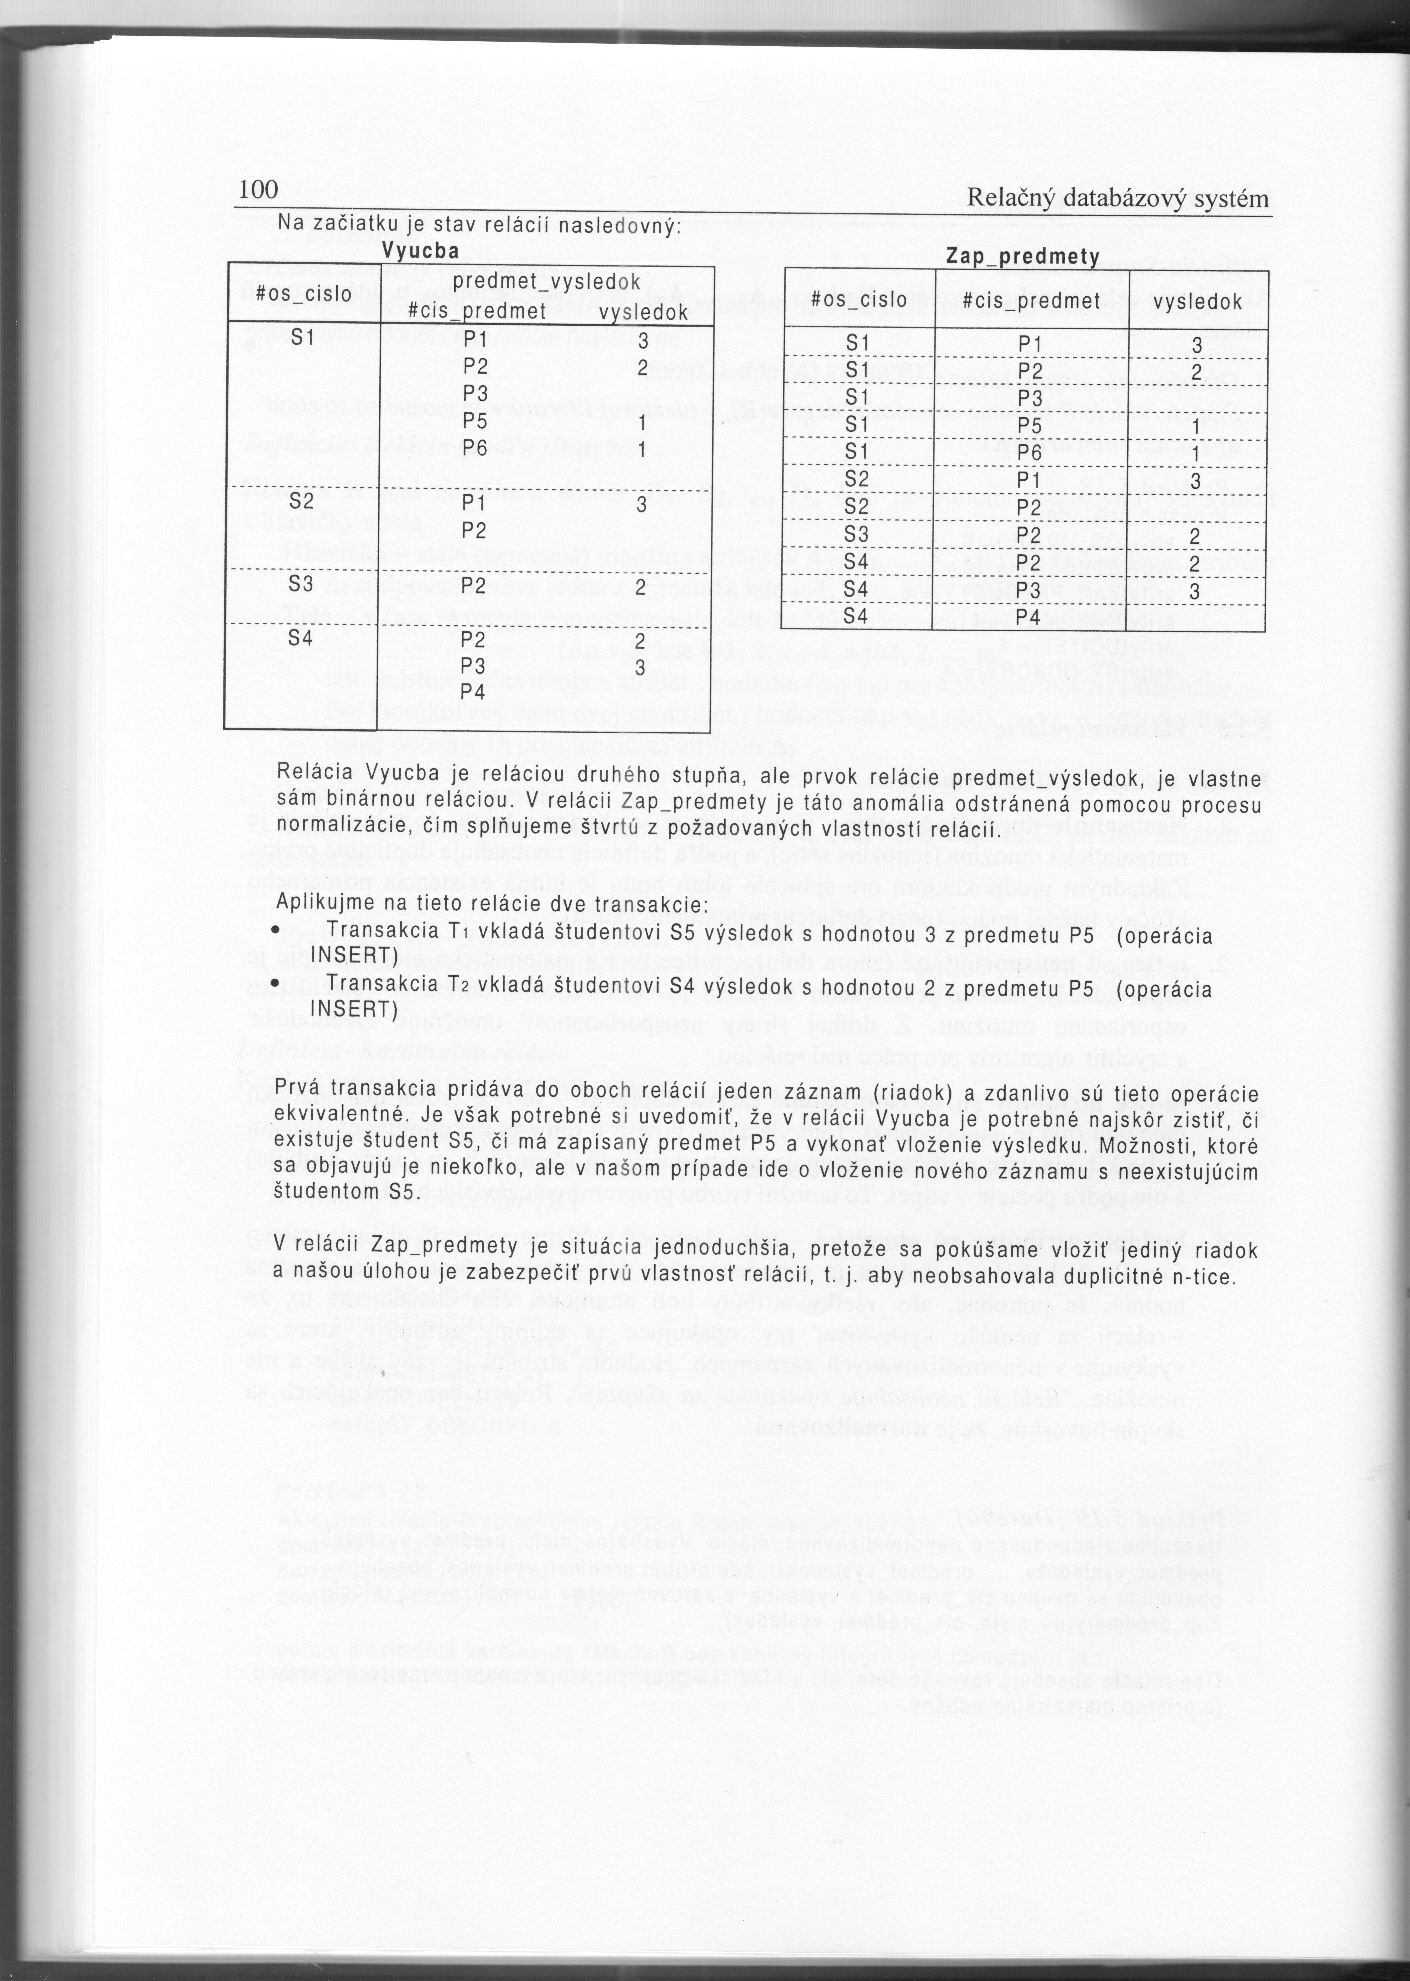 100
Relačný databázový systém
Na začiatku je stav relácií nasledovný:
Vyucba
#os_cislo predmet_vysledok
#cis_predmet vysledok
S1 P1 3
P2 2
P3
P5 1
P6 1
S2 P1 3
P2
S3 P2 2
S4 P2 2
P3 3
P4
Zap_predmety
#os_cislo #cis_predmet vysledok
S1 P1 3
S1 P2 2
S1 P3
S1 P5 1
S1 P6 1
S2 P1 3
S2 P2
S3 P2 2
S4 P2 2
S4 P3 3
S4 P4
Relácia Vyucba je reláciou druhého stupňa, ale prvok relácie predmet_výsledok, je vlastne
sám binárnou reláciou. V relácii Zap_predmety je táto anomália odstránená pomocou procesu
normalizácie, čím splňujeme štvrtú z požadovaných vlastností relácií.
Aplikujme na tieto relácie dve transakcie:
• Transakcia T1 vkladá študentovi S5 výsledok s hodnotou 3 z predmetu P5 (operácia
INSERT)
• Transakcia T2 vkladá študentovi S4 výsledok s hodnotou 2 z predmetu P5 (operácia
INSERT)
Prvá transakcia pridáva do oboch relácií jeden záznam (riadok) a zdanlivo sú tieto operácie
ekvivalentné. Je však potrebné si uvedomiť, že v relácii Vyucba je potrebné najskôr zistiť, či
existuje študent S5, či má zapísaný predmet P5 a vykonať vloženie výsledku. Možnosti, ktoré
sa objavujú je niekoľko, ale v našom prípade ide o vloženie nového záznamu s neexistujúcim
študentom S5.
V relácii Zap_predmety je situácia jednoduchšia, pretože sa pokúšame vložiť jediný riadok
a našou úlohou je zabezpečiť prvú vlastnosť relácií, t. j. aby neobsahovala duplicitné n-tice.